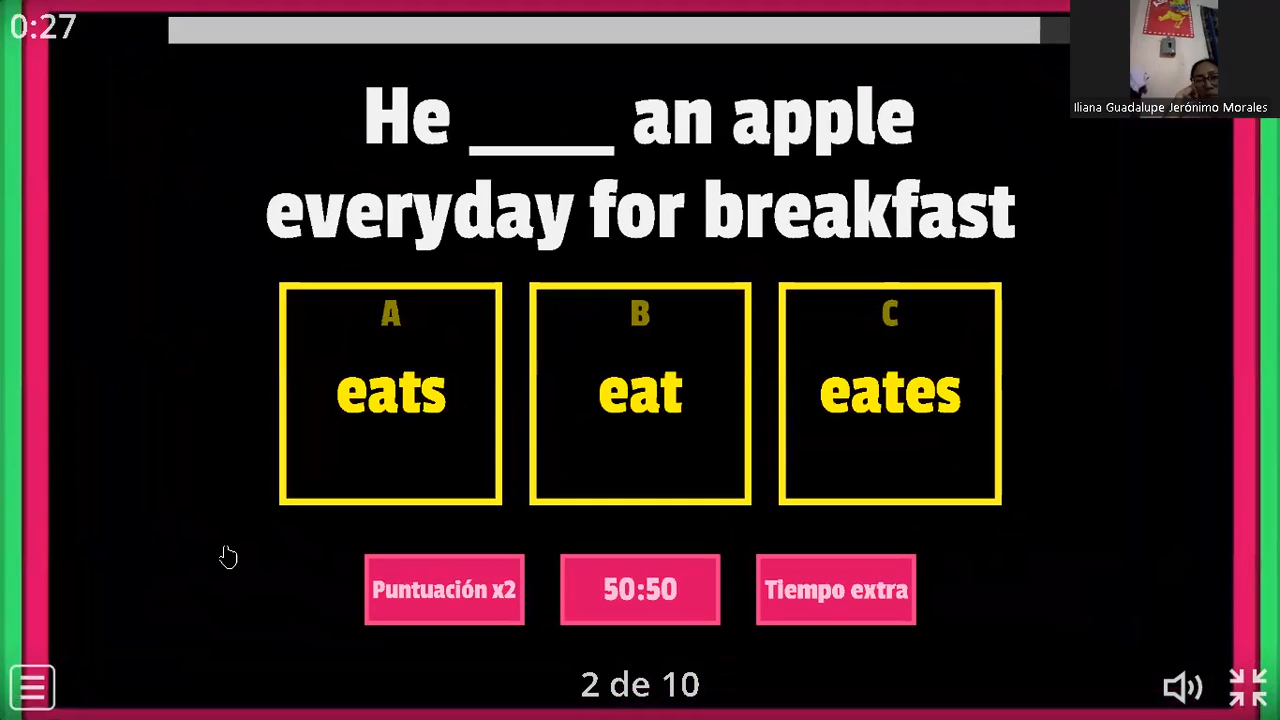 0:27
Iliana Guadalupe Jerónimo Morales
He ____ an apple
everyday for breakfast
A
B
C
eats
eat
eates
Puntuación x2
50:50
Tiempo extra
2 de 10